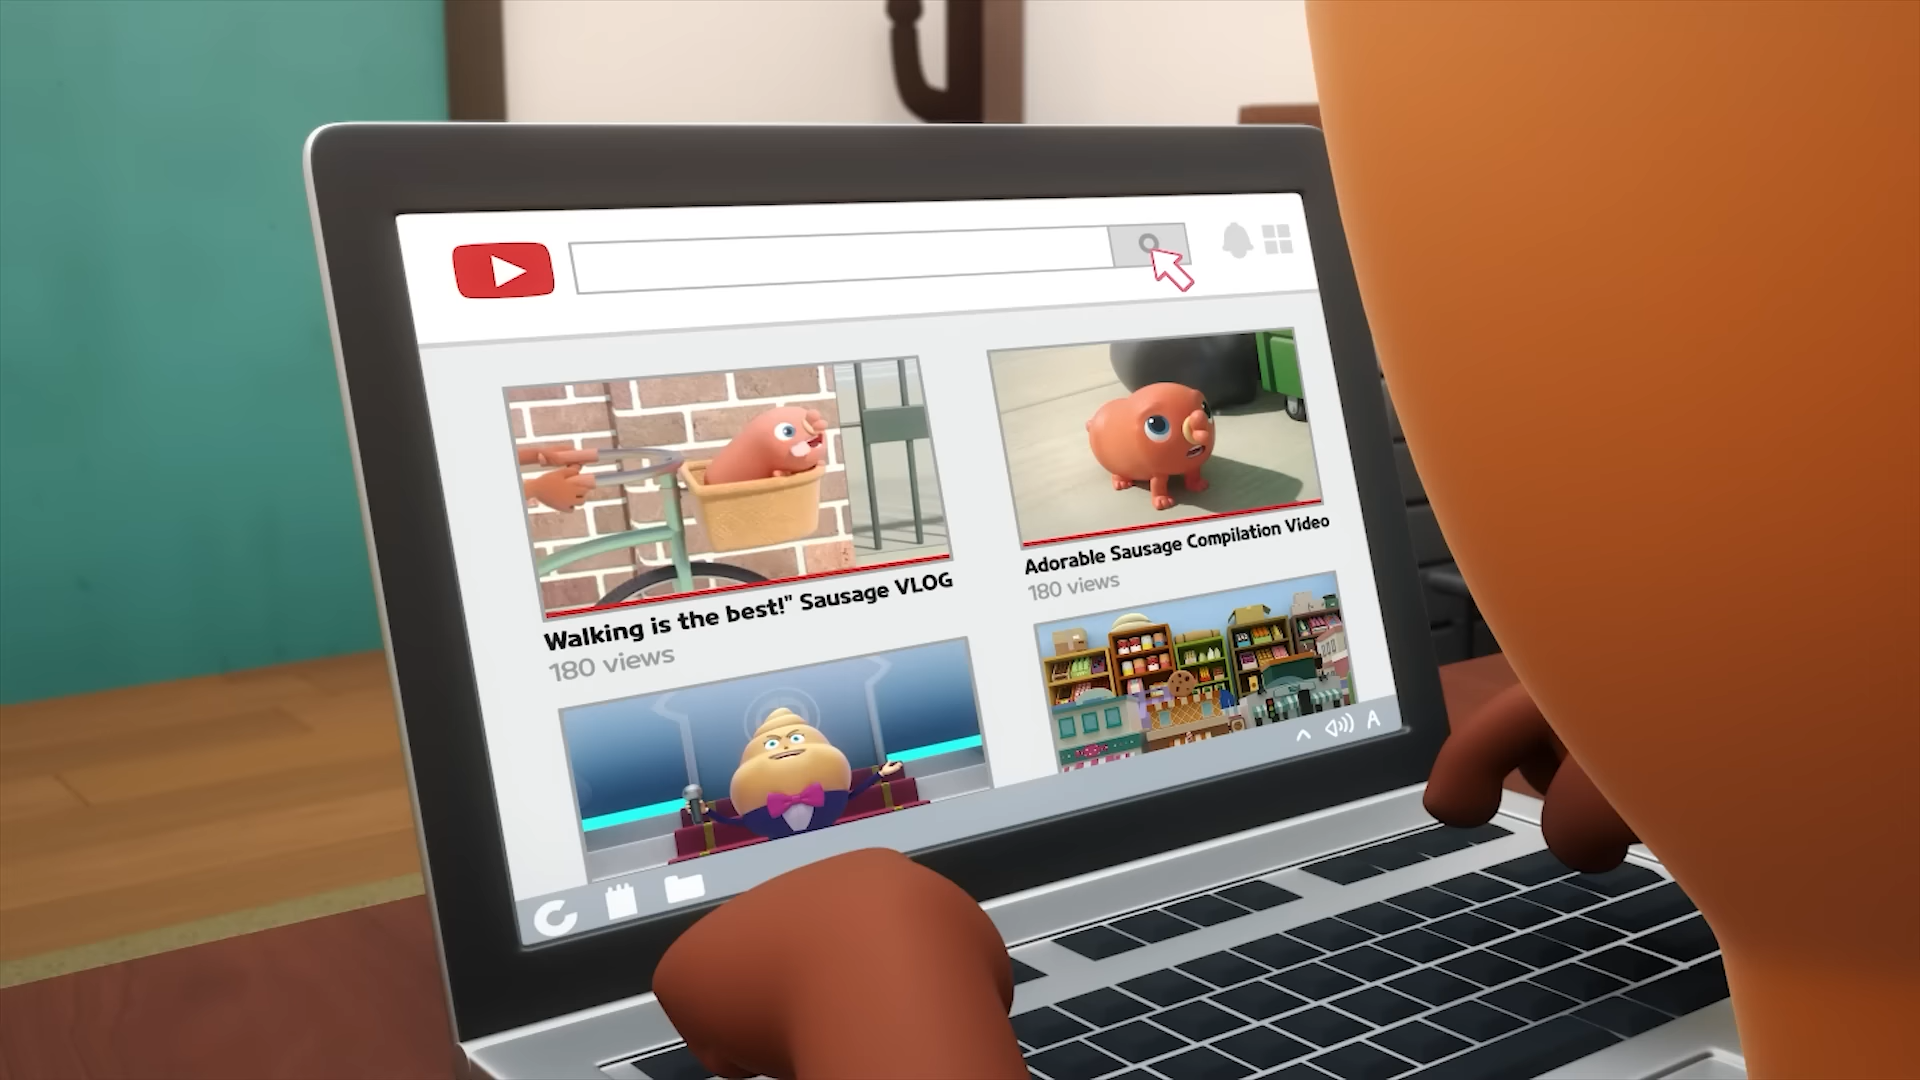 Walking is the best!" Sausage VLOG
180 views
Adorable Sausage Compilation Video
180 views
A